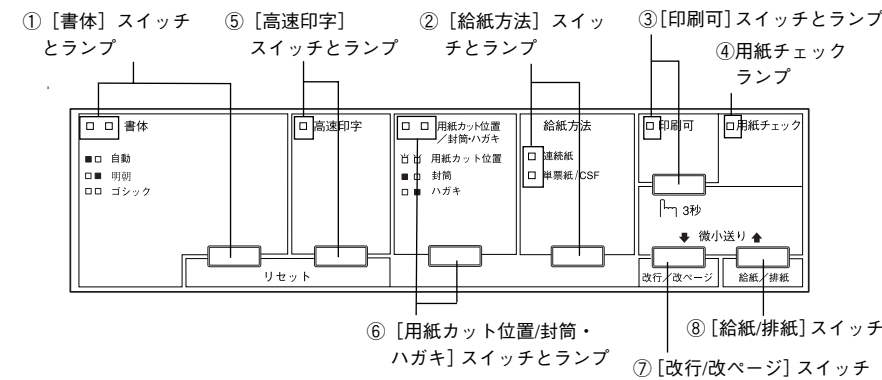 ①［書体］スイッチ
とランプ
⑤［高速印字］
スイッチとランプ
②［給紙方法］スイッ
チとランプ
③［印刷可］スイッチとランプ
④用紙チェック
ランプ
書体
自動
明朝
ゴシック
高速印字
用紙カット位置
／封筒・ハガキ
用紙カット位置
封筒
ハガキ
給紙方法
連続紙
単票紙/CSF
印刷可
用紙チェック
3秒
微小送り
リセット
改行／改ページ
給紙／排紙
⑥［用紙カット位置/封筒・
ハガキ］スイッチとランプ
⑧［給紙/排紙］スイッチ
⑦［改行/改ページ］スイッチ